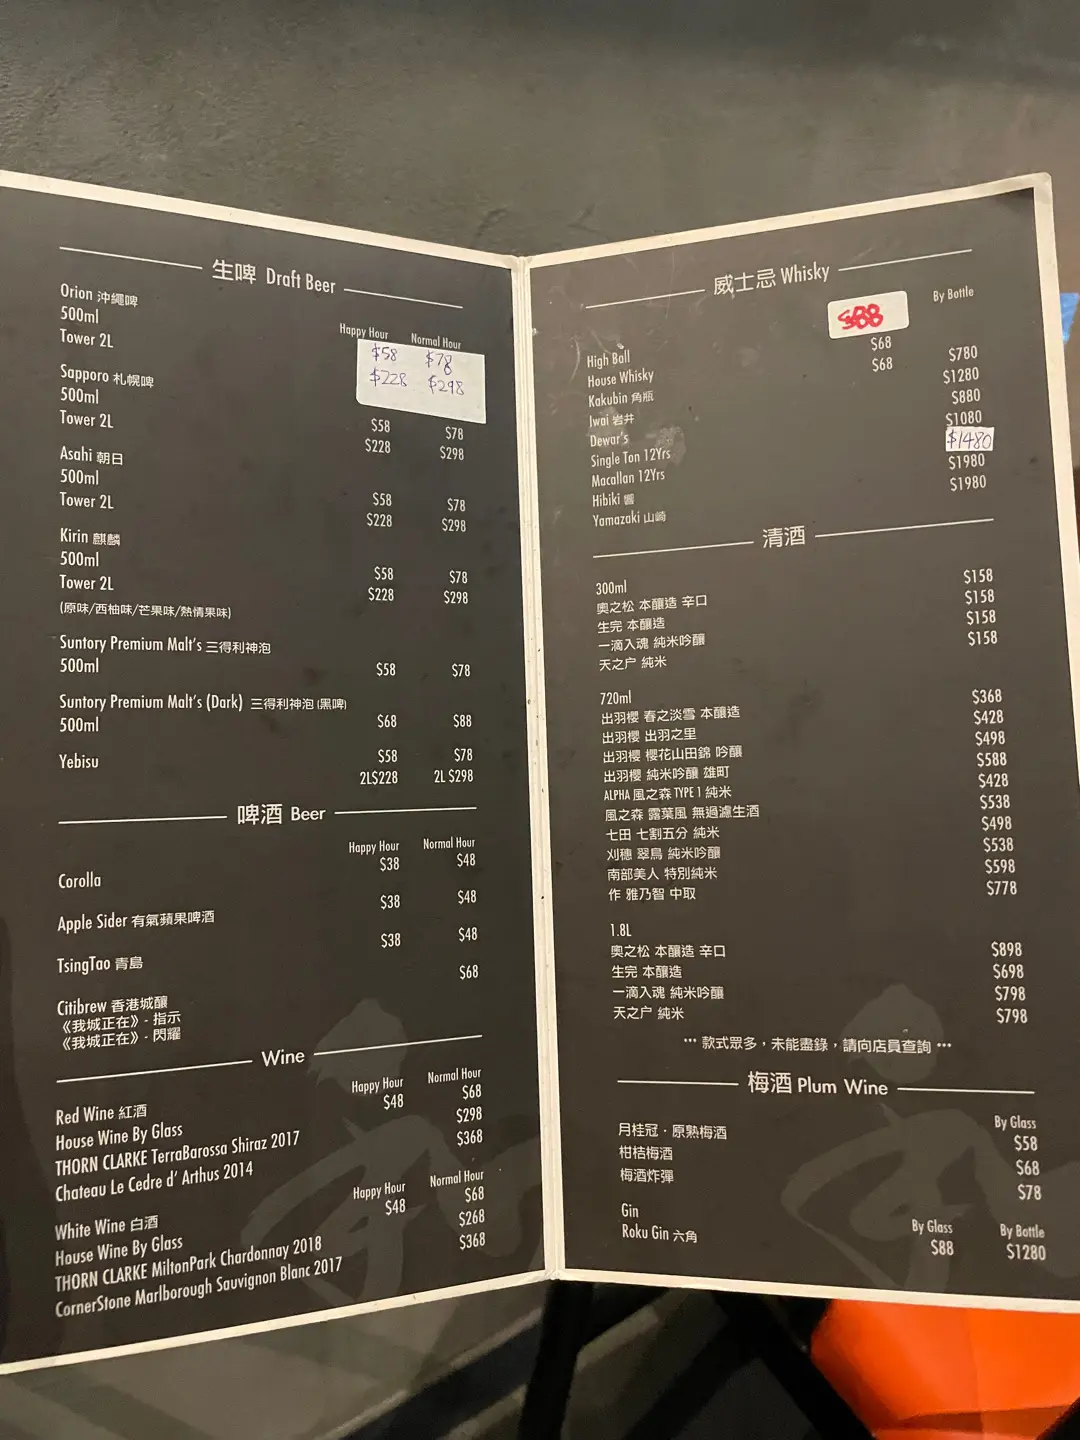 生啤 Draft Beer
Happy Hour Normal Hour
Orion 沖繩啤
500ml $58 $78
Tower 2L $228 $298
Sapporo 札幌啤
500ml $58 $78
Tower 2L $228 $298
Asahi 朝日
500ml $58 $78
Tower 2L $228 $298
Kirin 麒麟
500ml $58 $78
Tower 2L $228 $298
(原味/西柚味/芒果味/熱情果味)
Suntory Premium Malt's 三得利神泡
500ml $58 $78
Suntory Premium Malt's (Dark) 三得利神泡 (黑啤)
500ml $68 $88
Yebisu $58 $78
2L$228 2L $298
啤酒 Beer
Happy Hour Normal Hour
Corolla $38 $48
Apple Sider 有氣蘋果啤酒 $38 $48
TsingTao 青島 $38 $48
Citibrew 香港城釀 $68
《我城正在》- 指示
《我城正在》- 閃耀
Wine
Happy Hour Normal Hour
Red Wine 紅酒
House Wine By Glass $48 $68
THORN CLARKE TerraBarossa Shiraz 2017 $298
Chateau Le Cedre d' Arthus 2014 $368
Happy Hour Normal Hour
White Wine 白酒
House Wine By Glass $48 $68
THORN CLARKE MiltonPark Chardonnay 2018 $268
CornerStone Marlborough Sauvignon Blanc 2017 $368
威士忌 Whisky
By Bottle
$88
High Ball $68
House Whisky $68
Kakubin 角瓶 $780
Iwai 岩井 $1280
Dewar's $880
Single Ton 12Yrs $1080
Macallan 12Yrs $1480
Hibiki 響 $1980
Yamazaki 山崎 $1980
清酒
300ml
奧之松 本釀造 辛口 $158
生完 本釀造 $158
一滴入魂 純米吟釀 $158
天之戶 純米 $158
720ml
出羽櫻 春之淡雪 本釀造 $368
出羽櫻 出羽之里 $428
出羽櫻 櫻花山田錦 吟釀 $498
出羽櫻 純米吟釀 雄町 $588
ALPHA 風之森 TYPE 1 純米 $428
風之森 露葉風 無過濾生酒 $538
七田 七割五分 純米 $498
刈穗 翠鳥 純米吟釀 $538
南部美人 特別純米 $598
作 雅乃智 中取 $778
1.8L
奧之松 本釀造 辛口 $898
生完 本釀造 $698
一滴入魂 純米吟釀 $798
天之戶 純米 $798
*** 款式眾多，未能盡錄，請向店員查詢 ***
梅酒 Plum Wine
By Glass
月桂冠·原熟梅酒 $58
柑桔梅酒 $68
梅酒炸彈 $78
Gin By Glass By Bottle
Roku Gin 六角 $88 $1280